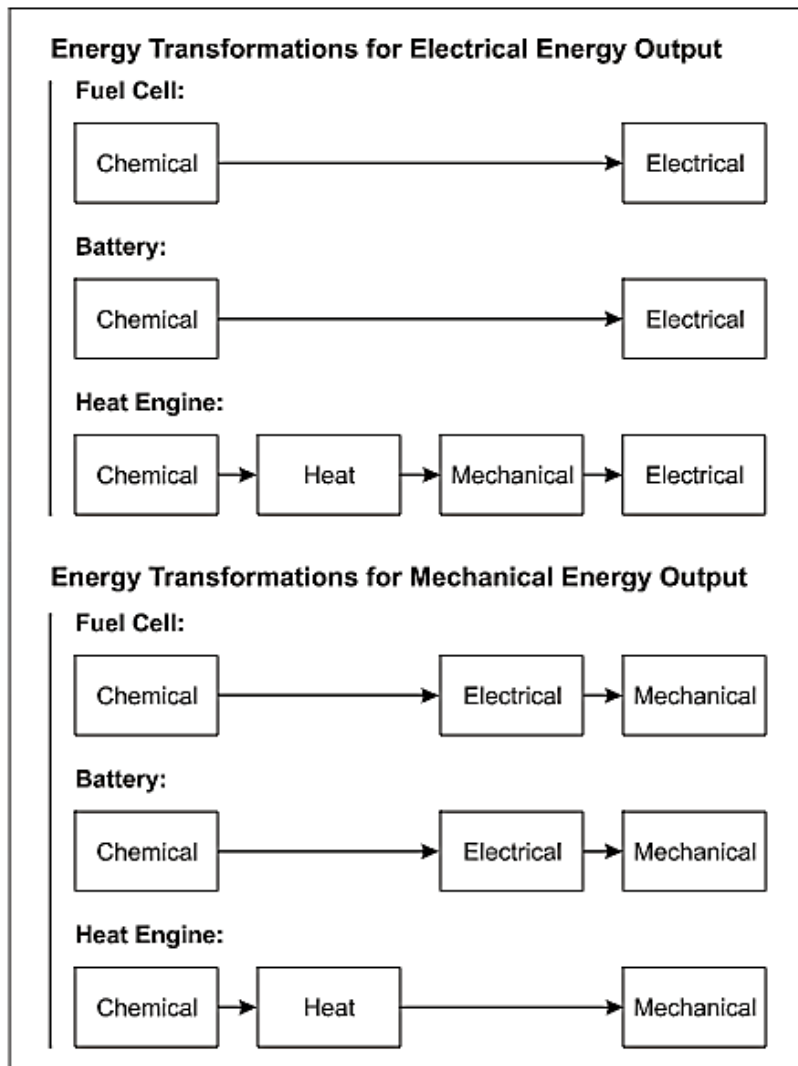 Energy Transformations for Electrical Energy Output
Fuel Cell:
Chemical Electrical
Battery:
Chemical Electrical
Heat Engine:
Chemical Heat Mechanical Electrical
Energy Transformations for Mechanical Energy Output
Fuel Cell:
Chemical Electrical Mechanical
Battery:
Chemical Electrical Mechanical
Heat Engine:
Chemical Heat Mechanical